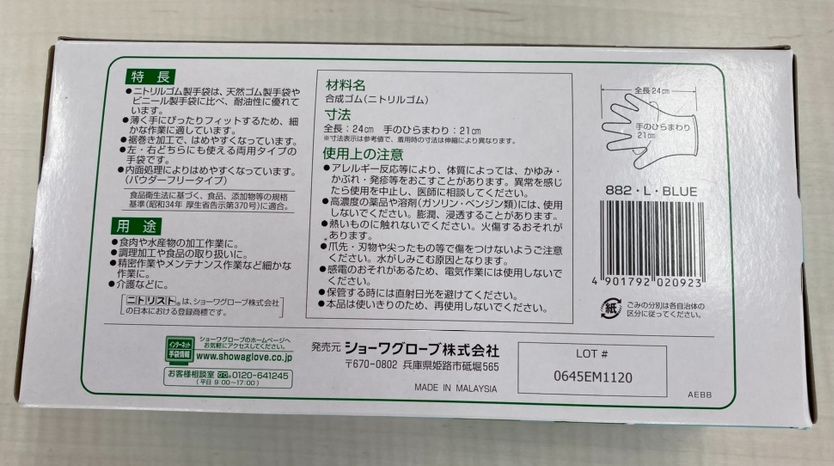 特長
●ニトリルゴム製手袋は、天然ゴム製手袋や
ビニール製手袋に比べ、耐油性に優れて
います。
●薄く手にぴったりフィットするため、細
かな作業に適しています。
●裾巻き加工で、はめやすくなっています。
●左・右どちらにも使える両用タイプの
手袋です。
●内面処理によりはめやすくなっています。
(パウダーフリータイプ)
食品衛生法に基づく、食品、添加物等の規格
基準(昭和34年 厚生省告示第370号)に適合。
用途
●食肉や水産物の加工作業に。
●調理加工や食品の取り扱いに。
●精密作業やメンテナンス作業など細かな
作業に。
●介護などに。
ニトリスト®は、ショーワグローブ株式会社
の日本における登録商標です。
インターネット
手袋情報
ショーワグローブのホームページへ
お気軽にアクセスしてください。
www.showaglove.co.jp
お客様相談室 0120-641245
(平日 9:00~17:00)
材料名
合成ゴム(ニトリルゴム)
寸法
全長:24cm 手のひらまわり:21cm
※寸法表示は参考値で、着用時の寸法は伸縮により異なります。
使用上の注意
●アレルギー反応等により、体質によっては、かゆみ・
かぶれ・発疹等をおこすことがあります。異常を感じ
たら使用を中止し、医師に相談してください。
●高濃度の薬品や溶剤(ガソリン・ベンジン類)には、使用
しないでください。膨潤、浸透することがあります。
●熱いものに触れないでください。火傷するおそれが
あります。
●爪先・刃物や尖ったもの等で傷をつけないようご注意
ください。水がしみこむ原因となります。
●感電のおそれがあるため、電気作業には使用しないで
ください。
●保管する時には直射日光を避けてください。
●本品は使いきりのため、再使用しないでください。
全長24cm
手のひらまわり
21cm
882・L・BLUE
4 901792 020923
紙
ごみの分別は各自治体の
区分に従ってください。
発売元 ショーワグローブ株式会社
〒670-0802 兵庫県姫路市砥堀565
MADE IN MALAYSIA
LOT #
0645EM1120
AEBB